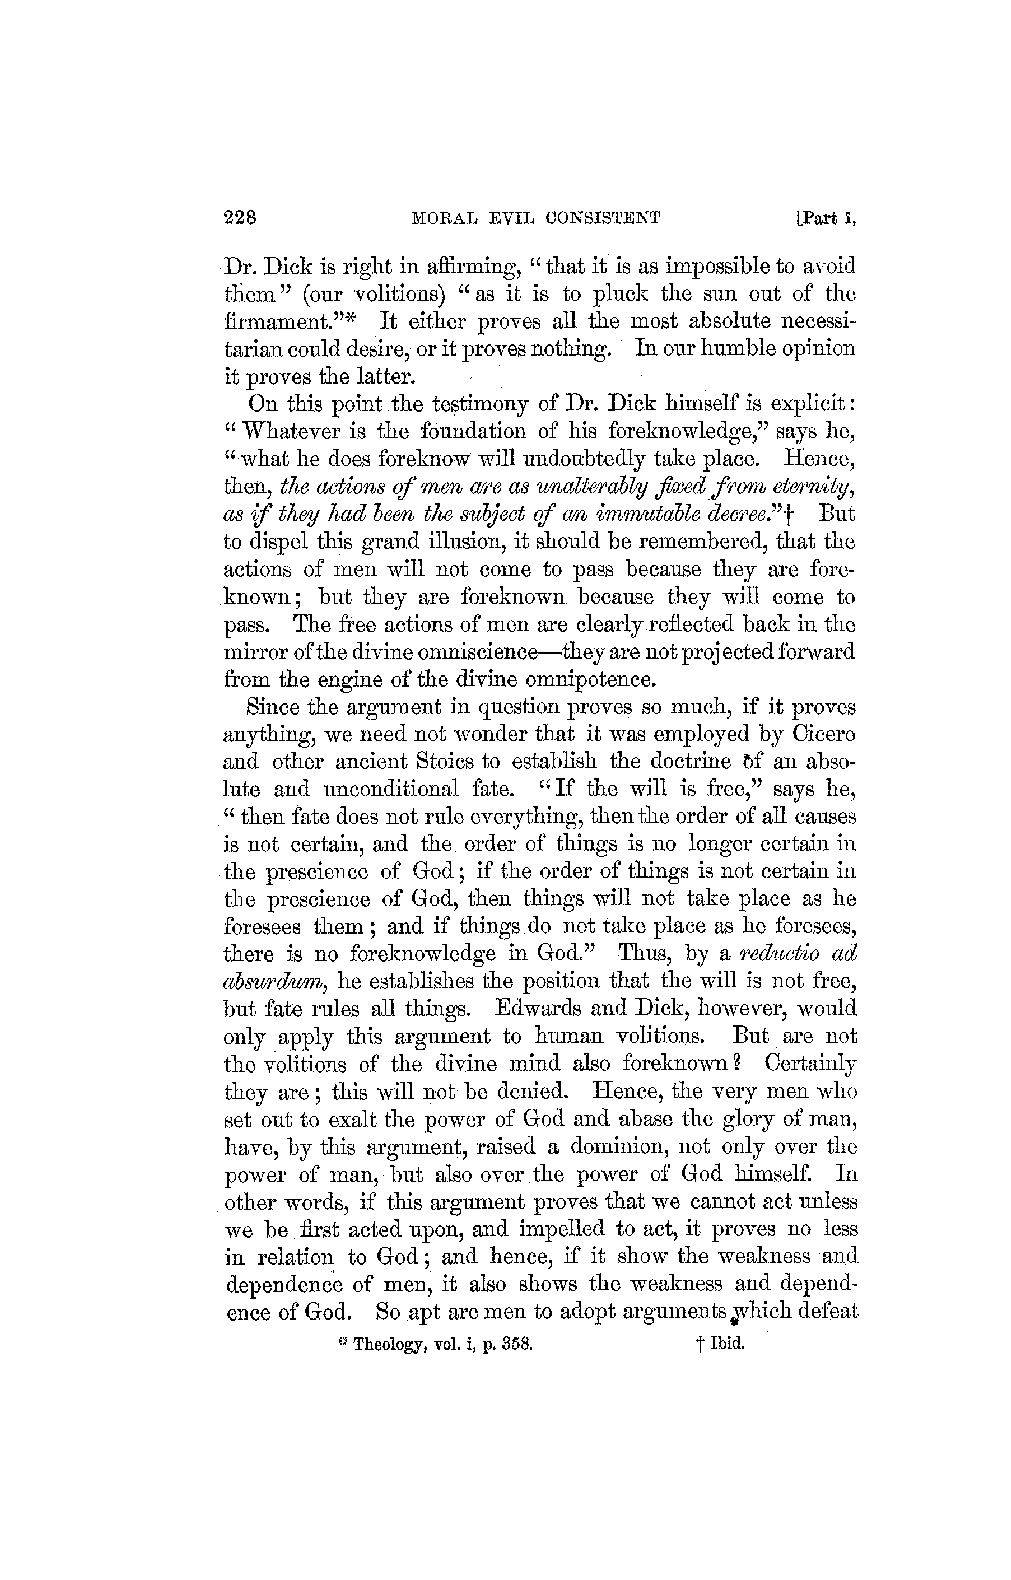 228 MORAL EVIL CONSISTENT [Part i,
Dr. Dick is right in affirming, “that it is as impossible to avoid
them” (our volitions) “as it is to pluck the sun out of the
firmament.”* It either proves all the most absolute necessi-
tarian could desire, or it proves nothing. In our humble opinion
it proves the latter.
On this point the testimony of Dr. Dick himself is explicit:
“Whatever is the foundation of his foreknowledge,” says he,
“what he does foreknow will undoubtedly take place. Hence,
then, the actions of men are as unalterably fixed from eternity,
as if they had been the subject of an immutable decree.”† But
to dispel this grand illusion, it should be remembered, that the
actions of men will not come to pass because they are fore-
known; but they are foreknown because they will come to
pass. The free actions of men are clearly reflected back in the
mirror of the divine omniscience—they are not projected forward
from the engine of the divine omnipotence.
Since the argument in question proves so much, if it proves
anything, we need not wonder that it was employed by Cicero
and other ancient Stoics to establish the doctrine of an abso-
lute and unconditional fate. “If the will is free,” says he,
“then fate does not rule everything, then the order of all causes
is not certain, and the order of things is no longer certain in
the prescience of God; if the order of things is not certain in
the prescience of God, then things will not take place as he
foresees them; and if things do not take place as he foresees,
there is no foreknowledge in God.” Thus, by a reductio ad
absurdum, he establishes the position that the will is not free,
but fate rules all things. Edwards and Dick, however, would
only apply this argument to human volitions. But are not
the volitions of the divine mind also foreknown? Certainly
they are; this will not be denied. Hence, the very men who
set out to exalt the power of God and abase the glory of man,
have, by this argument, raised a dominion, not only over the
power of man, but also over the power of God himself. In
other words, if this argument proves that we cannot act unless
we be first acted upon, and impelled to act, it proves no less
in relation to God; and hence, if it show the weakness and
dependence of men, it also shows the weakness and depend-
ence of God. So apt are men to adopt arguments which defeat
* Theology, vol. i, p. 358. † Ibid.